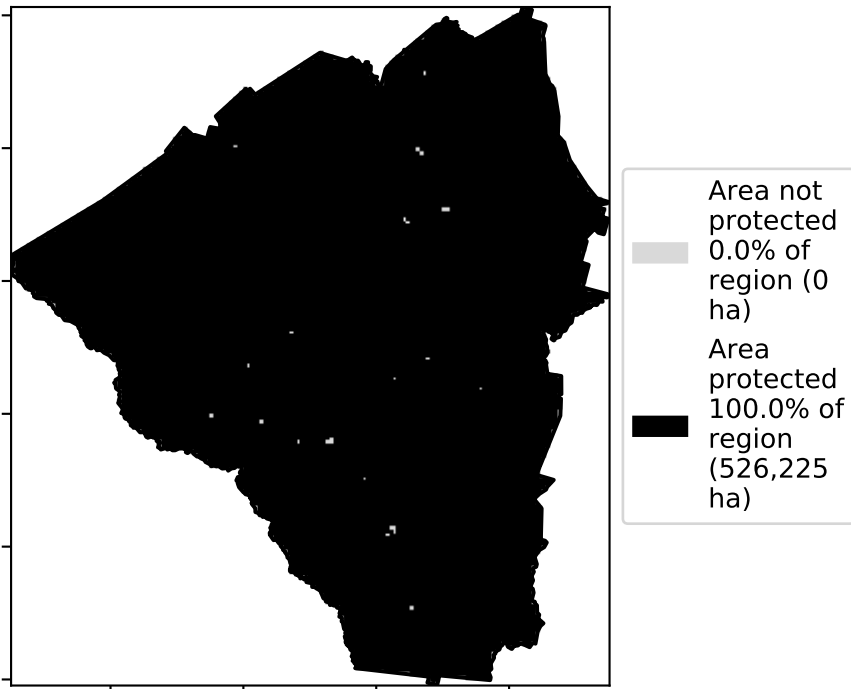 Area not
protected
0.0% of
region (0
ha)
Area
protected
100.0% of
region
(526,225
ha)